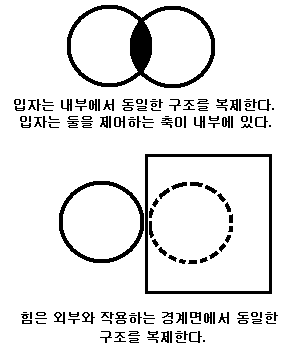 입자는 내부에서 동일한 구조를 복제한다.
입자는 둘을 제어하는 축이 내부에 있다.
힘은 외부와 작용하는 경계면에서 동일한
구조를 복제한다.